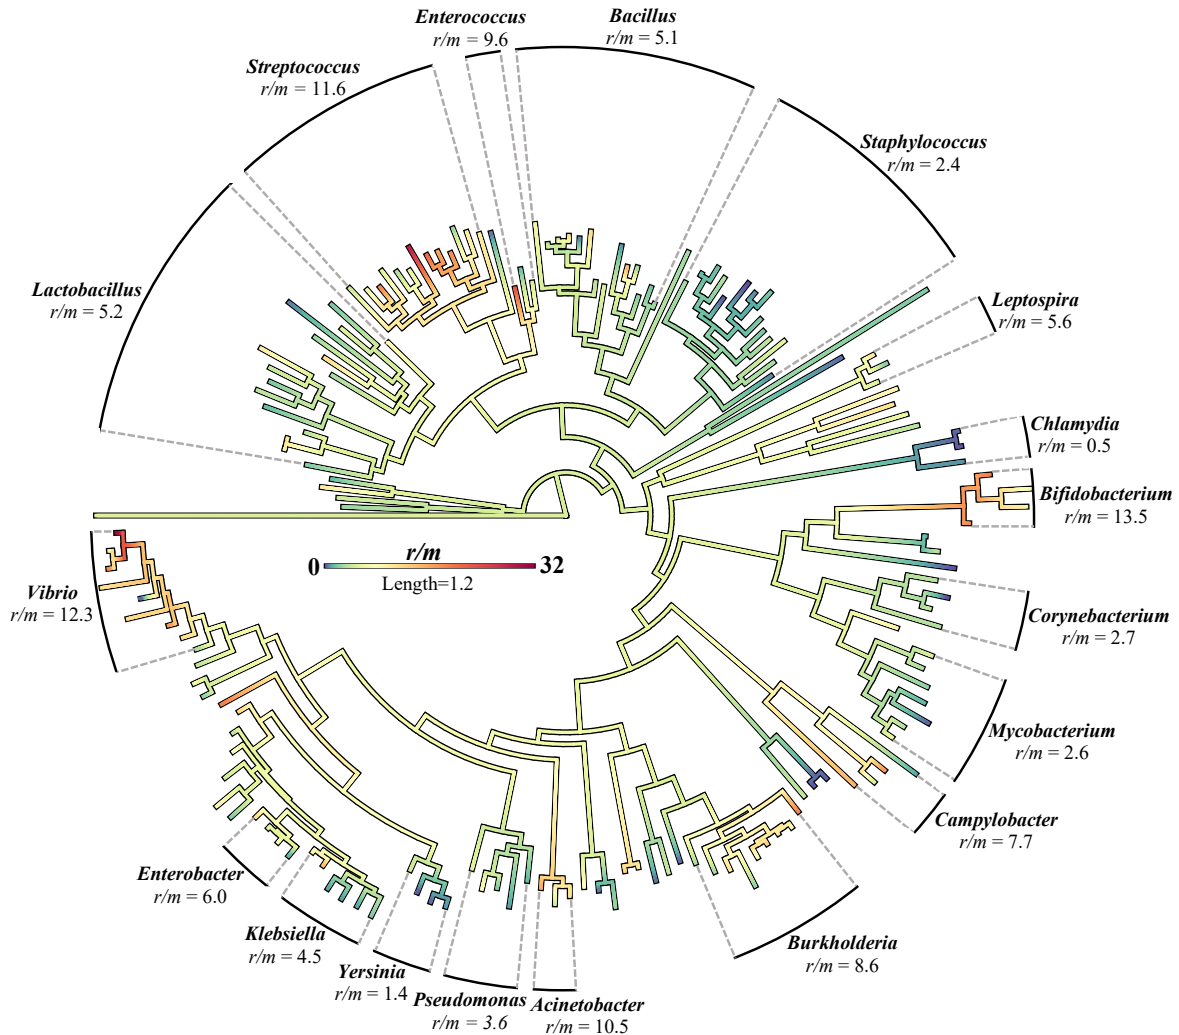 Enterococcus
r/m = 9.6
Bacillus
r/m = 5.1
Streptococcus
r/m = 11.6
Staphylococcus
r/m = 2.4
Lactobacillus
r/m = 5.2
Leptospira
r/m = 5.6
Chlamydia
r/m = 0.5
Bifidobacterium
r/m = 13.5
r/m
0 32
Length=1.2
Vibrio
r/m = 12.3
Corynebacterium
r/m = 2.7
Mycobacterium
r/m = 2.6
Campylobacter
r/m = 7.7
Enterobacter
r/m = 6.0
Klebsiella
r/m = 4.5
Burkholderia
r/m = 8.6
Yersinia
r/m = 1.4
Pseudomonas
r/m = 3.6
Acinetobacter
r/m = 10.5